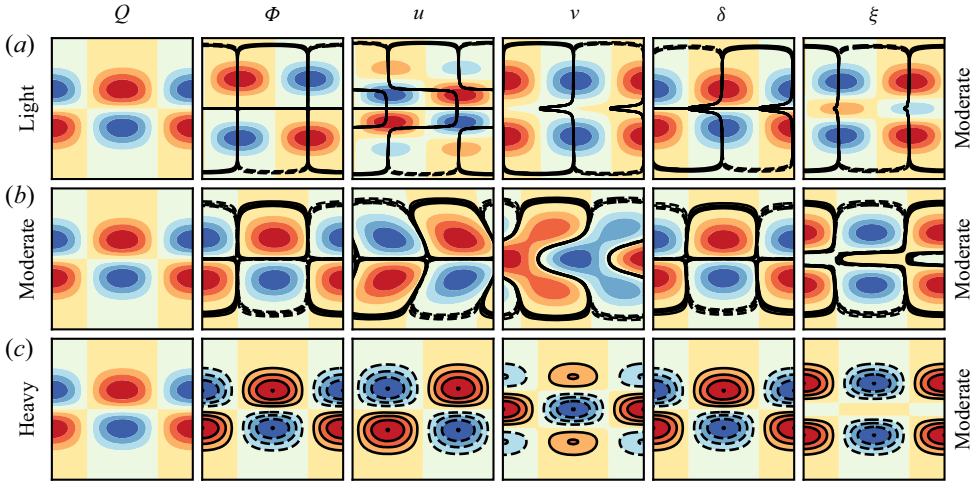 Q Φ u v δ ξ
(a) Light Moderate
(b) Moderate Moderate
(c) Heavy Moderate